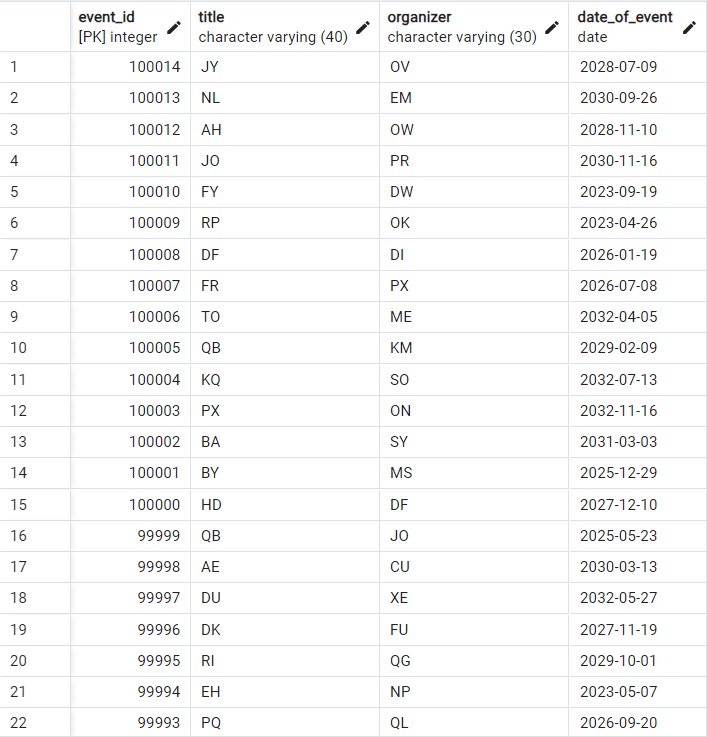 event_id title organizer date_of_event
[PK] integer character varying (40) character varying (30) date
1 100014 JY OV 2028-07-09
2 100013 NL EM 2030-09-26
3 100012 AH OW 2028-11-10
4 100011 JO PR 2030-11-16
5 100010 FY DW 2023-09-19
6 100009 RP OK 2023-04-26
7 100008 DF DI 2026-01-19
8 100007 FR PX 2026-07-08
9 100006 TO ME 2032-04-05
10 100005 QB KM 2029-02-09
11 100004 KQ SO 2032-07-13
12 100003 PX ON 2032-11-16
13 100002 BA SY 2031-03-03
14 100001 BY MS 2025-12-29
15 100000 HD DF 2027-12-10
16 99999 QB JO 2025-05-23
17 99998 AE CU 2030-03-13
18 99997 DU XE 2032-05-27
19 99996 DK FU 2027-11-19
20 99995 RI QG 2029-10-01
21 99994 EH NP 2023-05-07
22 99993 PQ QL 2026-09-20